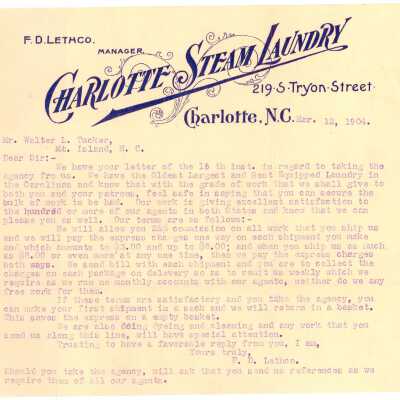 F. D. LETHCO.
MANAGER.
CHARLOTTE STEAM LAUNDRY
219·S·Tryon·Street·
Charlotte, N.C.
Mar. 12, 1904.
Mr. Walter L. Tucker,
Mt. Island, N. C.
Dear Sir:-
We have your letter of the 15 th inst. in regard to taking the
agency fro us. We have the Oldest Largest and Best Equipped Laundry in
the Carolinas and know that with the grade of work that we shall give to
both you and your patrons, feel safe in saying that you can secure the
bulk of work to be had. Our work is giving excellent satisfaction to
the hundred or more of our agents in both States and know that we can
please you as well. Our terms are as follows:-
We will allow you 25% commission on all work that you ship us
and we will pay the express charges one way on each shipment you make
and which amounts to $3.00 and up to $8.00; and when you ship us as much
as $8.00 or even more at any one time, then we pay the express charges
both ways. We send bill with each shipment and you are to collect the
charges on each package on delivery so as to remit us weekly which we
require as we run no monthly accounts with our agents, neither do we any
free work for them.
If these terms are satisfactory and you take the agency, you
can make your first shipment in a sack and we will return in a basket.
This saves the express on a empty basket.
We are also doing dyeing and cleaning and any work that you
send us along this line, will have special attention.
Trusting to have a favorable reply from you, I am,
Yours truly,
F. D. Lethco.
Should you take the agency, will ask that you send us references as we
require them of all our agents.